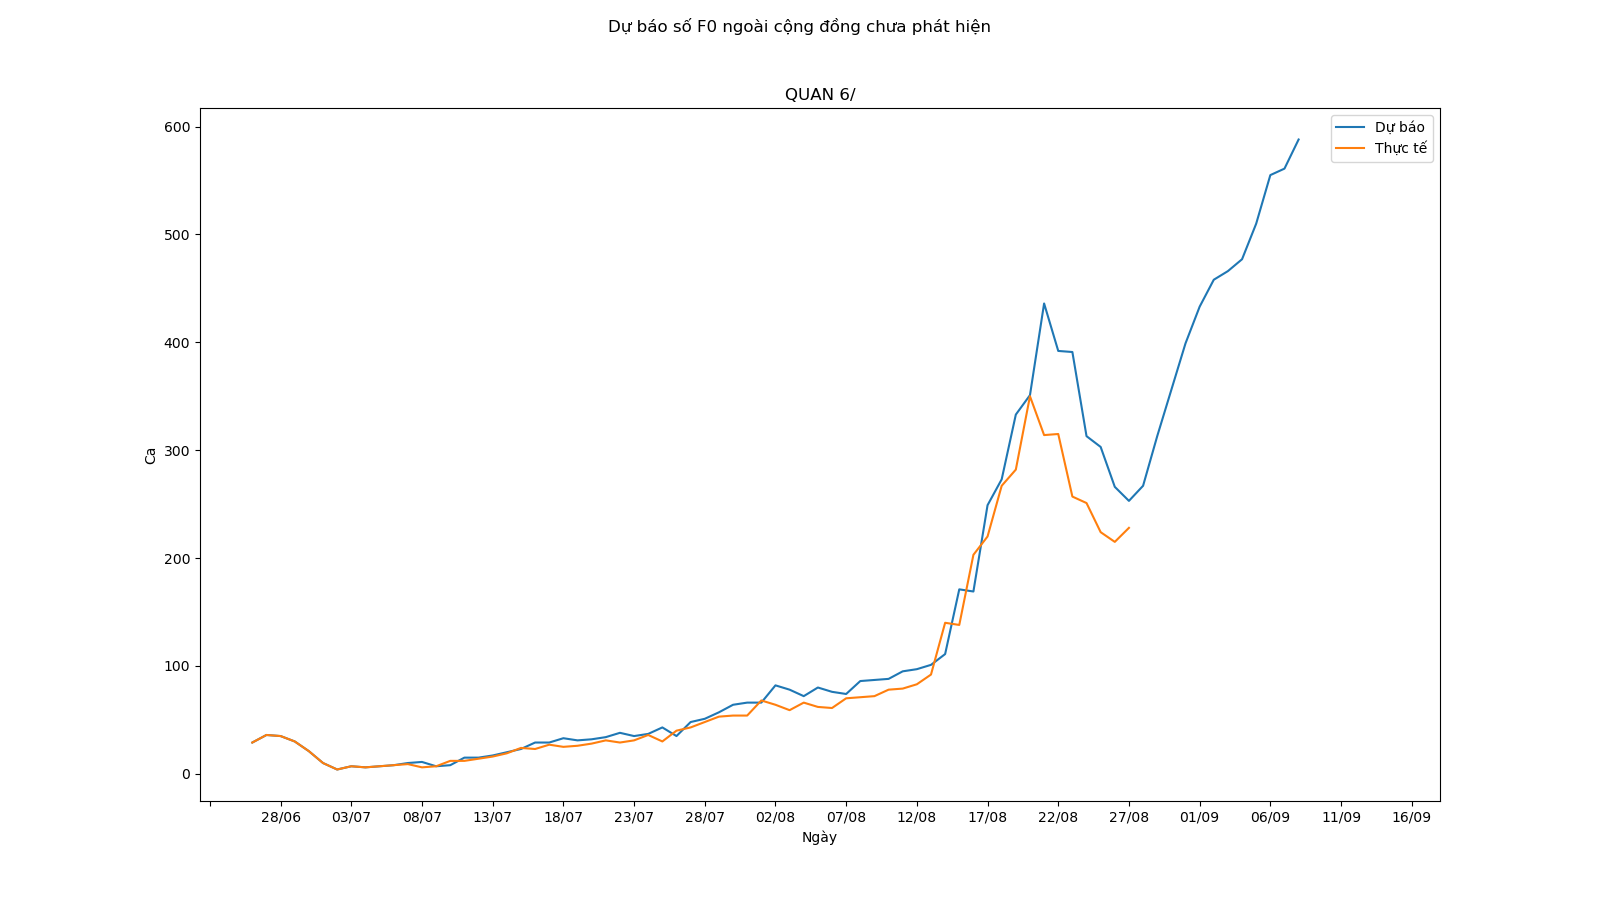 Dự báo số F0 ngoài cộng đồng chưa phát hiện
QUAN 6/
600
500
400
300
200
100
0
Ca
Dự báo
Thực tế
28/06 03/07 08/07 13/07 18/07 23/07 28/07 02/08 07/08 12/08 17/08 22/08 27/08 01/09 06/09 11/09 16/09
Ngày